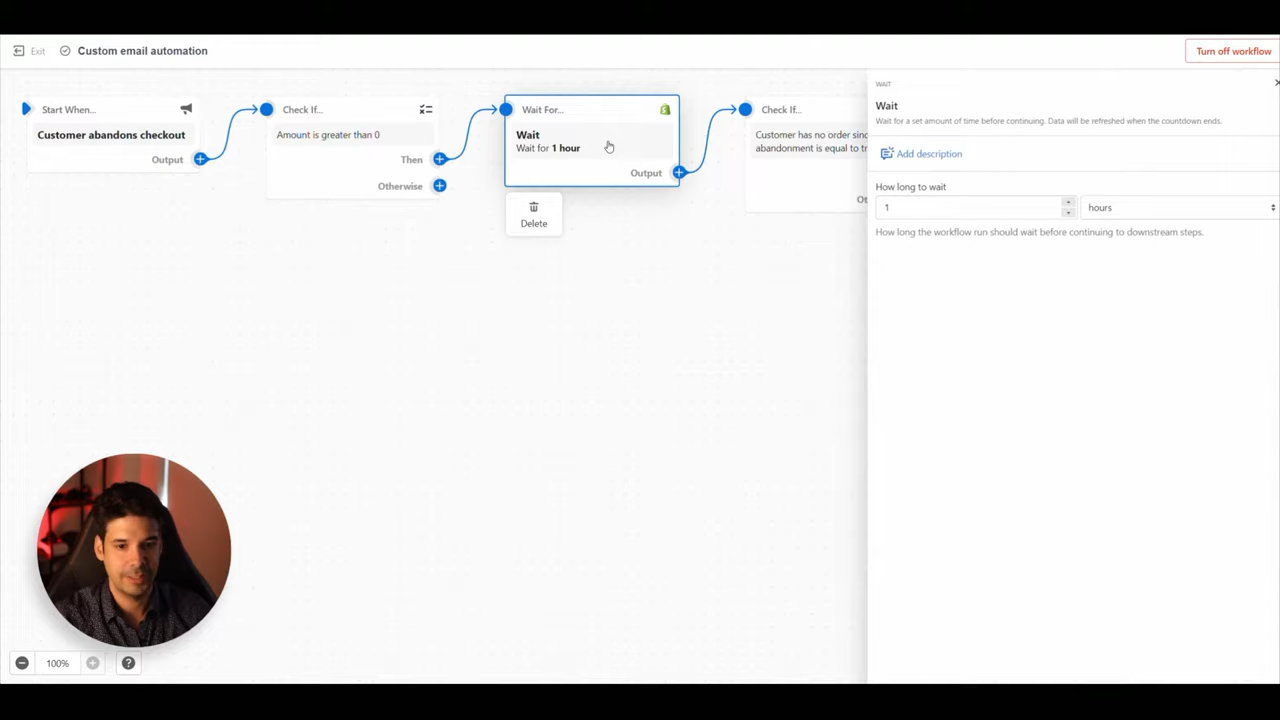 Exit
Custom email automation
Turn off workflow
Start When...
Customer abandons checkout
Output
Check If...
Amount is greater than 0
Then
Otherwise
Wait For...
Wait
Wait for 1 hour
Output
Delete
Check If...
Customer has no order sinc
abandonment is equal to tr
Ot
WAIT
Wait
Wait for a set amount of time before continuing. Data will be refreshed when the countdown ends.
Add description
How long to wait
1
hours
How long the workflow run should wait before continuing to downstream steps.
100%